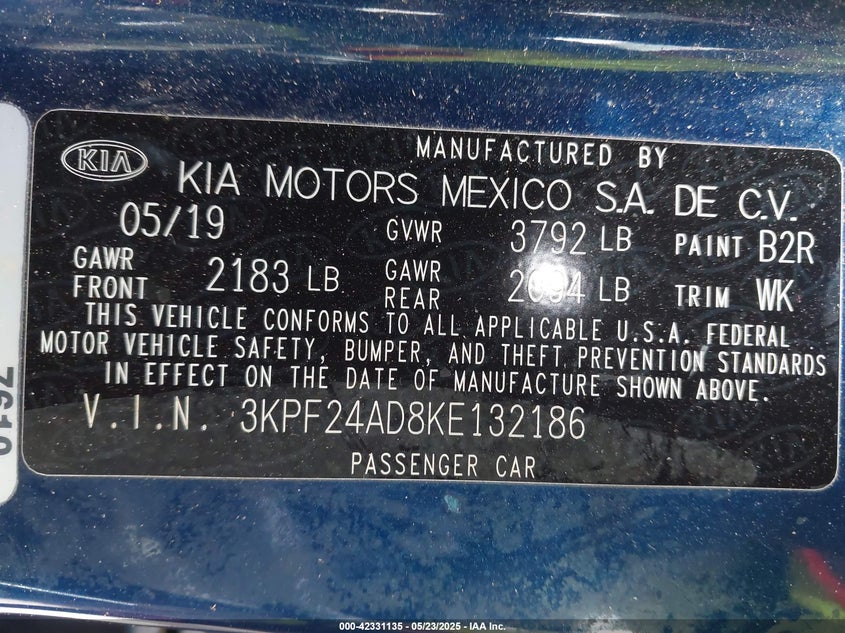 MANUFACTURED BY
KIA
KIA MOTORS MEXICO S.A. DE C.V.
05/19 GVWR 3792 LB PAINT B2R
GAWR FRONT 2183 LB GAWR REAR LB TRIM WK
THIS VEHICLE CONFORMS TO ALL APPLICABLE U.S.A. FEDERAL
MOTOR VEHICLE SAFETY, BUMPER, AND THEFT PREVENTION STANDARDS
IN EFFECT ON THE DATE OF MANUFACTURE SHOWN ABOVE.
V.I.N. 3KPF24AD8KE132186
PASSENGER CAR
000-42331135 - 05/23/2025 - IAA Inc.